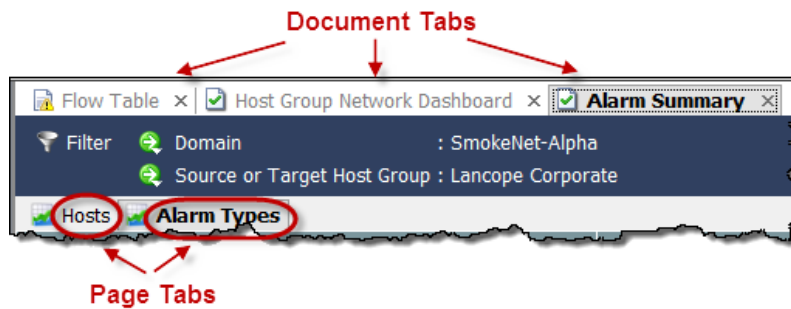 Document Tabs
Flow Table × Host Group Network Dashboard × Alarm Summary ×
Filter Domain : SmokeNet-Alpha
Source or Target Host Group : Lancope Corporate
Hosts Alarm Types
Page Tabs